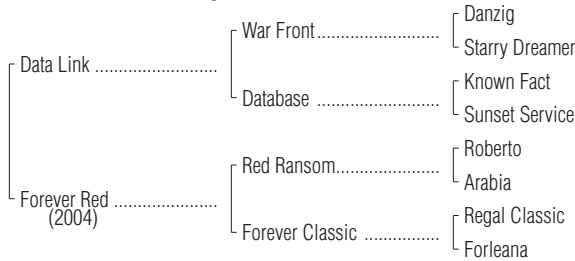 Danzig
War Front..............................
Starry Dreamer
Data Link ........................
Known Fact
Database ..............................
Sunset Service
Roberto
Red Ransom..........................
Arabia
Forever Red ....................
(2004)
Regal Classic
Forever Classic ..................
Forleana